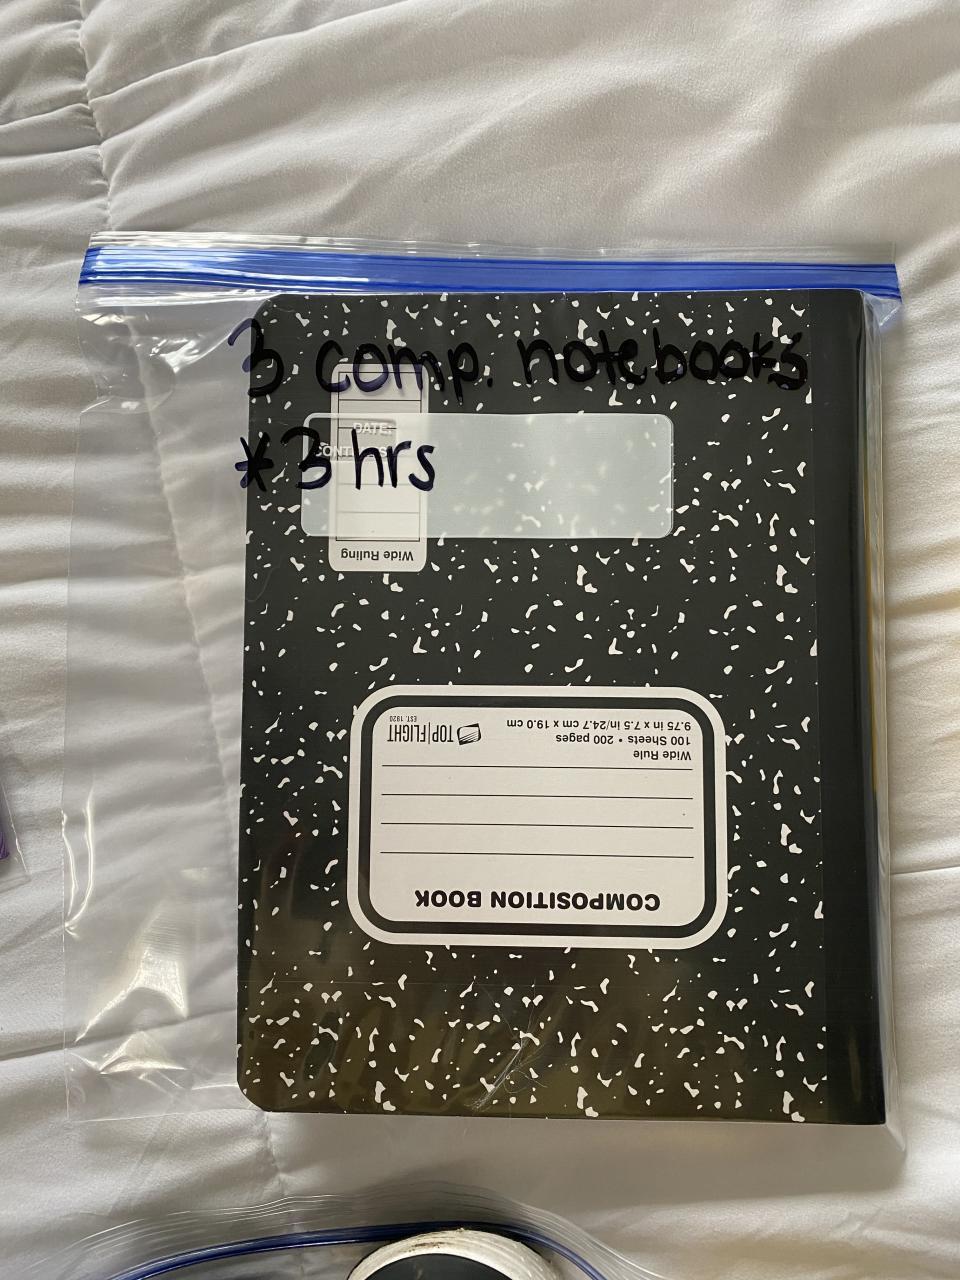 3 comp. notebooks
* 3 hrs
DATE:
Wide Ruling
COMPOSITION BOOK
Wide Rule
100 Sheets • 200 pages
9.75 in x 7.5 in/24.7 cm x 19.0 cm
TOP|FLIGHT
EST. 1920